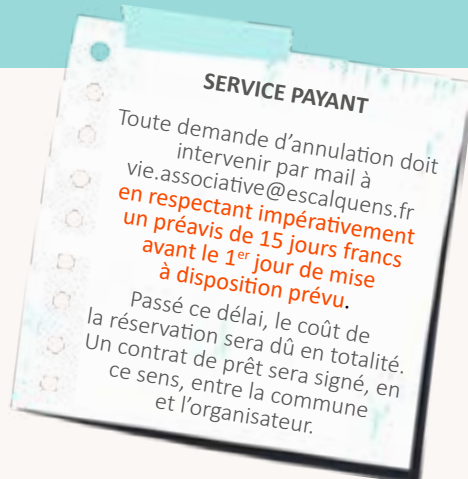 SERVICE PAYANT
Toute demande d’annulation doit
intervenir par mail à
vie.associative@escalquens.fr
en respectant impérativement
un préavis de 15 jours francs
avant le 1er jour de mise
à disposition prévu.
Passé ce délai, le coût de
la réservation sera dû en totalité.
Un contrat de prêt sera signé, en
ce sens, entre la commune
et l’organisateur.